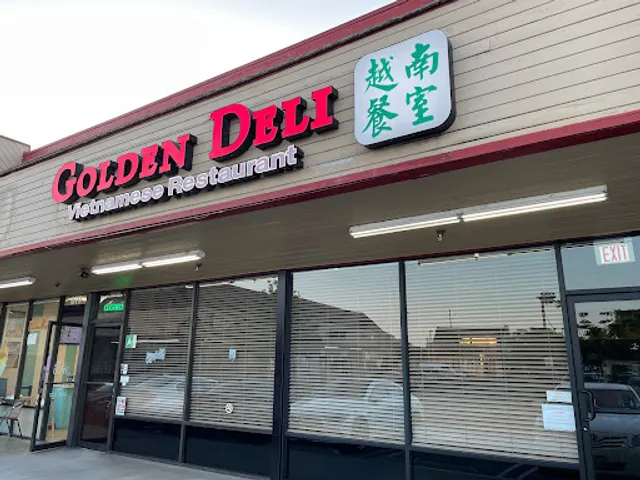 GOLDEN DELI
Vietnamese Restaurant
越南
餐室
EXIT